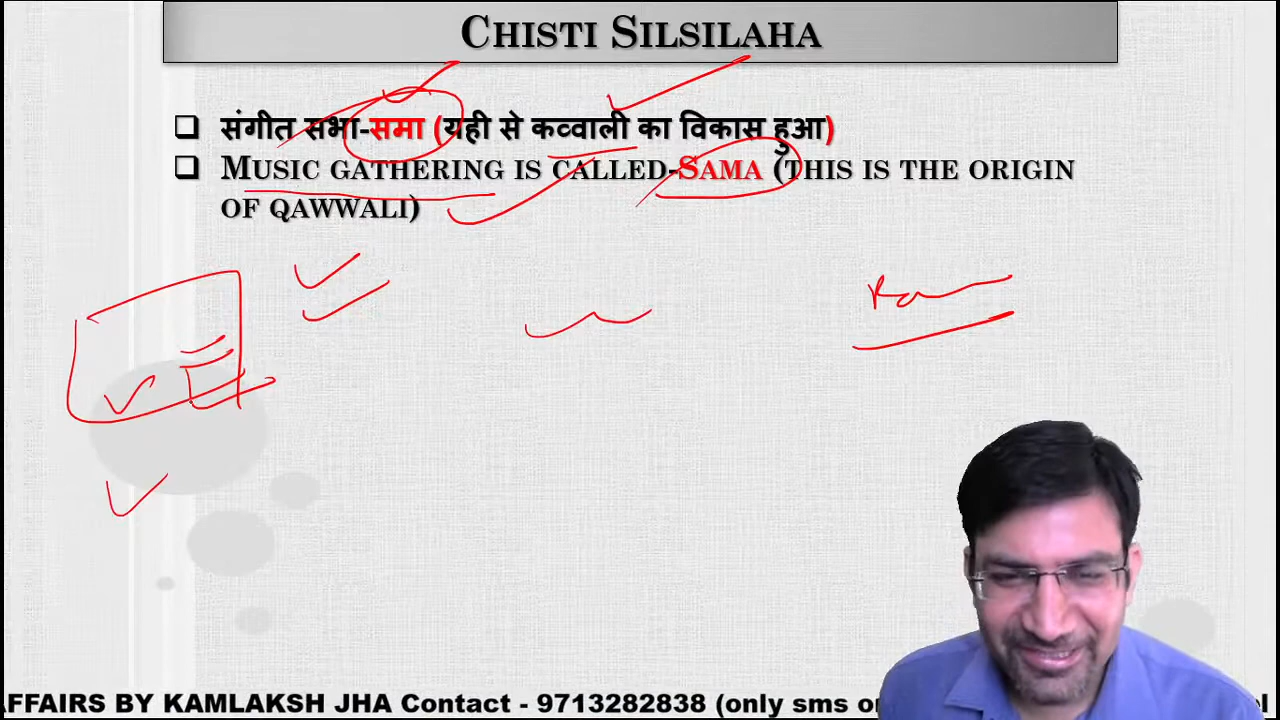 CHISTI SILSILAHA
संगीत सभा-समा (यही से कव्वाली का विकास हुआ)
MUSIC GATHERING IS CALLED-SAMA (THIS IS THE ORIGIN
OF QAWWALI)
AFFAIRS BY KAMLAKSH JHA Contact - 9713282838 (only sms or